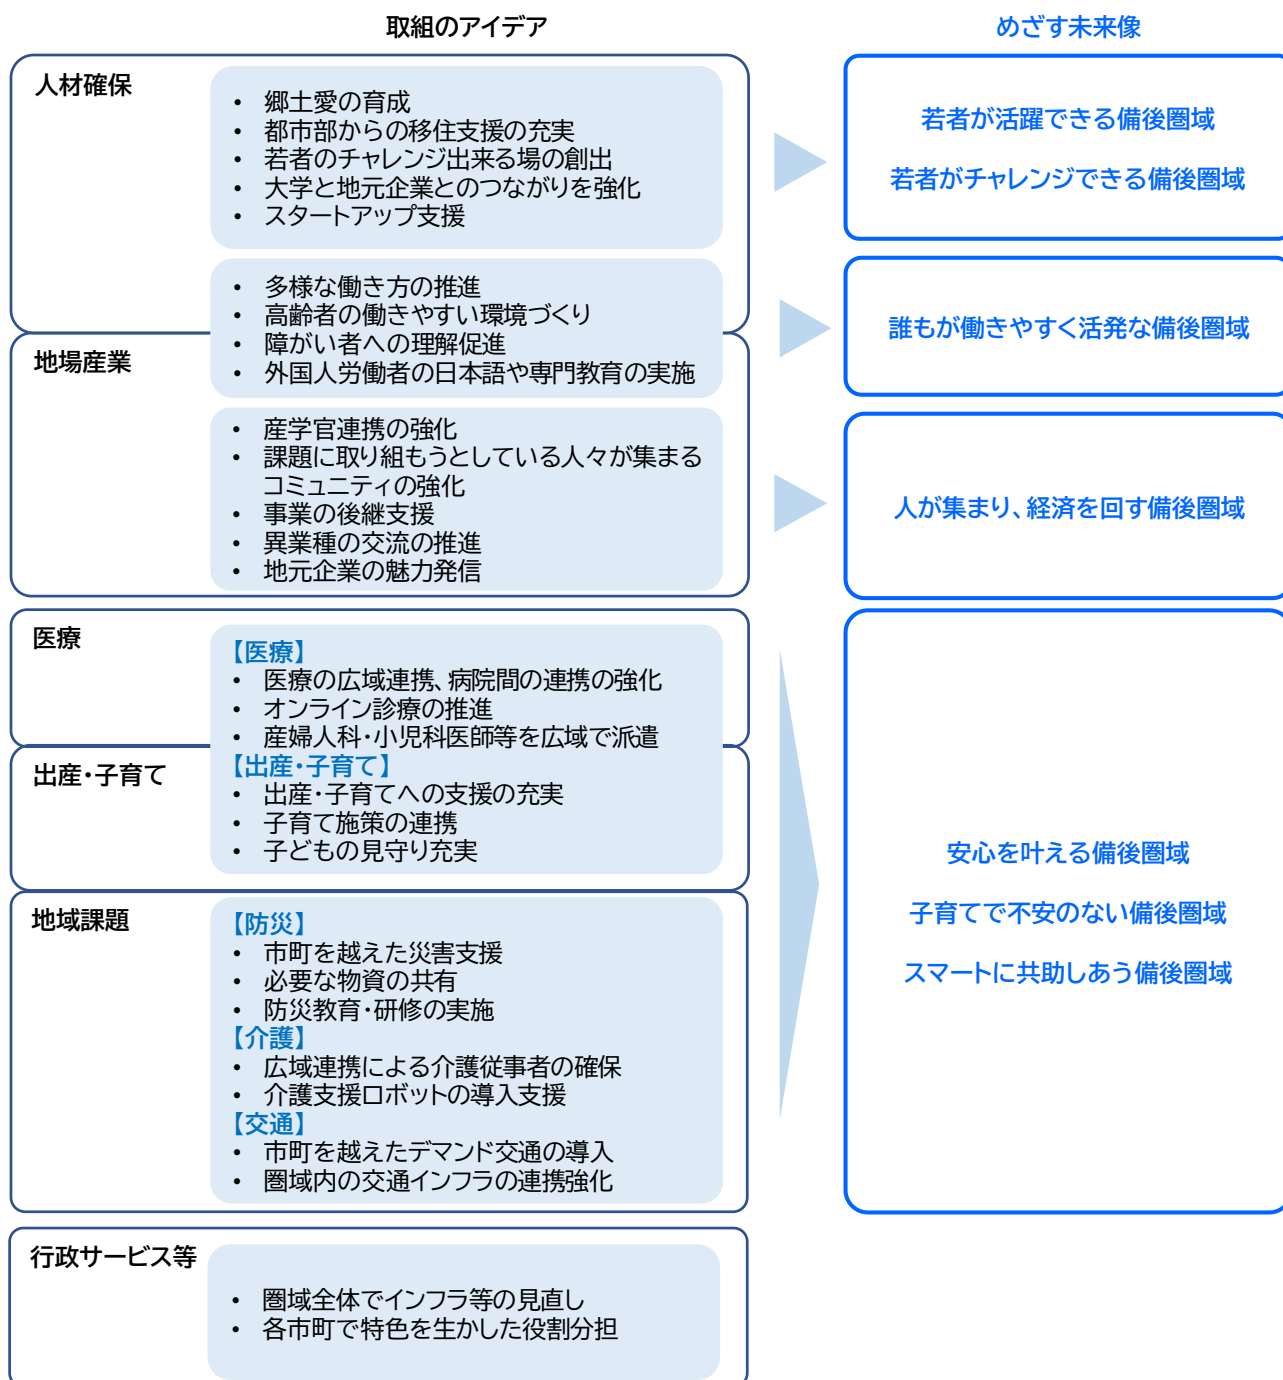 取組のアイデア
めざす未来像
人材確保
• 郷土愛の育成
• 都市部からの移住支援の充実
• 若者のチャレンジ出来る場の創出
• 大学と地元企業とのつながりを強化
• スタートアップ支援
若者が活躍できる備後圏域
若者がチャレンジできる備後圏域
• 多様な働き方の推進
• 高齢者の働きやすい環境づくり
• 障がい者への理解促進
• 外国人労働者の日本語や専門教育の実施
誰もが働きやすく活発な備後圏域
地場産業
• 産学官連携の強化
• 課題に取り組もうとしている人々が集まる
コミュニティの強化
• 事業の後継支援
• 異業種の交流の推進
• 地元企業の魅力発信
人が集まり、経済を回す備後圏域
医療
【医療】
• 医療の広域連携、病院間の連携の強化
• オンライン診療の推進
• 産婦人科・小児科医師等を広域で派遣
出産・子育て
【出産・子育て】
• 出産・子育てへの支援の充実
• 子育て施策の連携
• 子どもの見守り充実
地域課題
【防災】
• 市町を越えた災害支援
• 必要な物資の共有
• 防災教育・研修の実施
【介護】
• 広域連携による介護従事者の確保
• 介護支援ロボットの導入支援
【交通】
• 市町を越えたデマンド交通の導入
• 圏域内の交通インフラの連携強化
安心を叶える備後圏域
子育てで不安のない備後圏域
スマートに共助しあう備後圏域
行政サービス等
• 圏域全体でインフラ等の見直し
• 各市町で特色を生かした役割分担